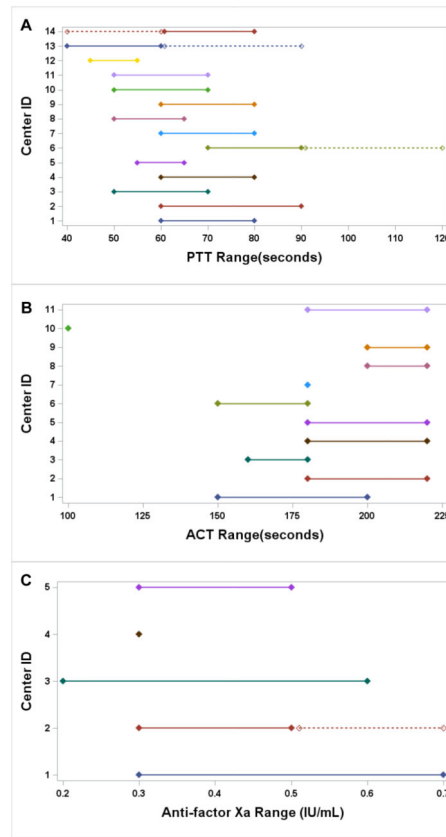 A
Center ID
14
13
12
11
10
9
8
7
6
5
4
3
2
1
40 50 60 70 80 90 100 110 120
PTT Range(seconds)
B
Center ID
11
10
9
8
7
6
5
4
3
2
1
100 125 150 175 200 225
ACT Range(seconds)
C
Center ID
5
4
3
2
1
0.2 0.3 0.4 0.5 0.6 0.7
Anti-factor Xa Range (IU/mL)